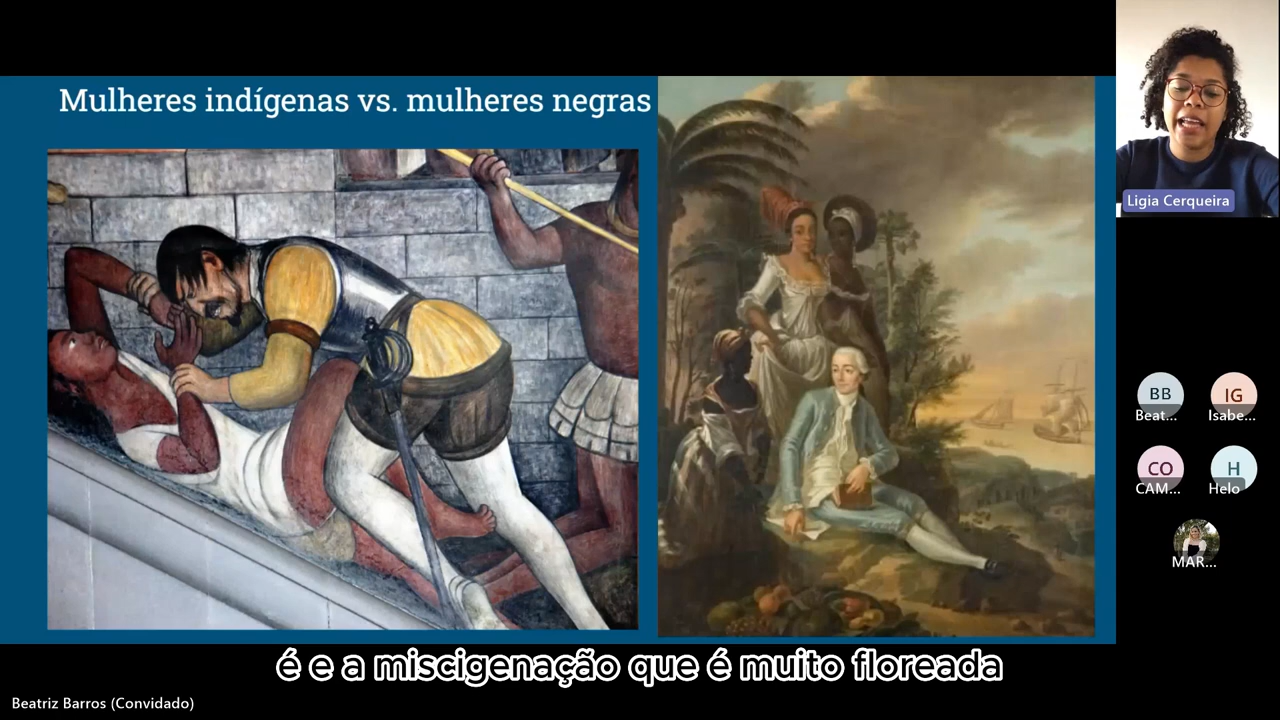 Mulheres indígenas vs. mulheres negras
Ligia Cerqueira
BB
Beat...
IG
Isabe...
CO
CAM...
H
Helo
MAR...
é e a miscigenação que é muito floreada
Beatriz Barros (Convidado)